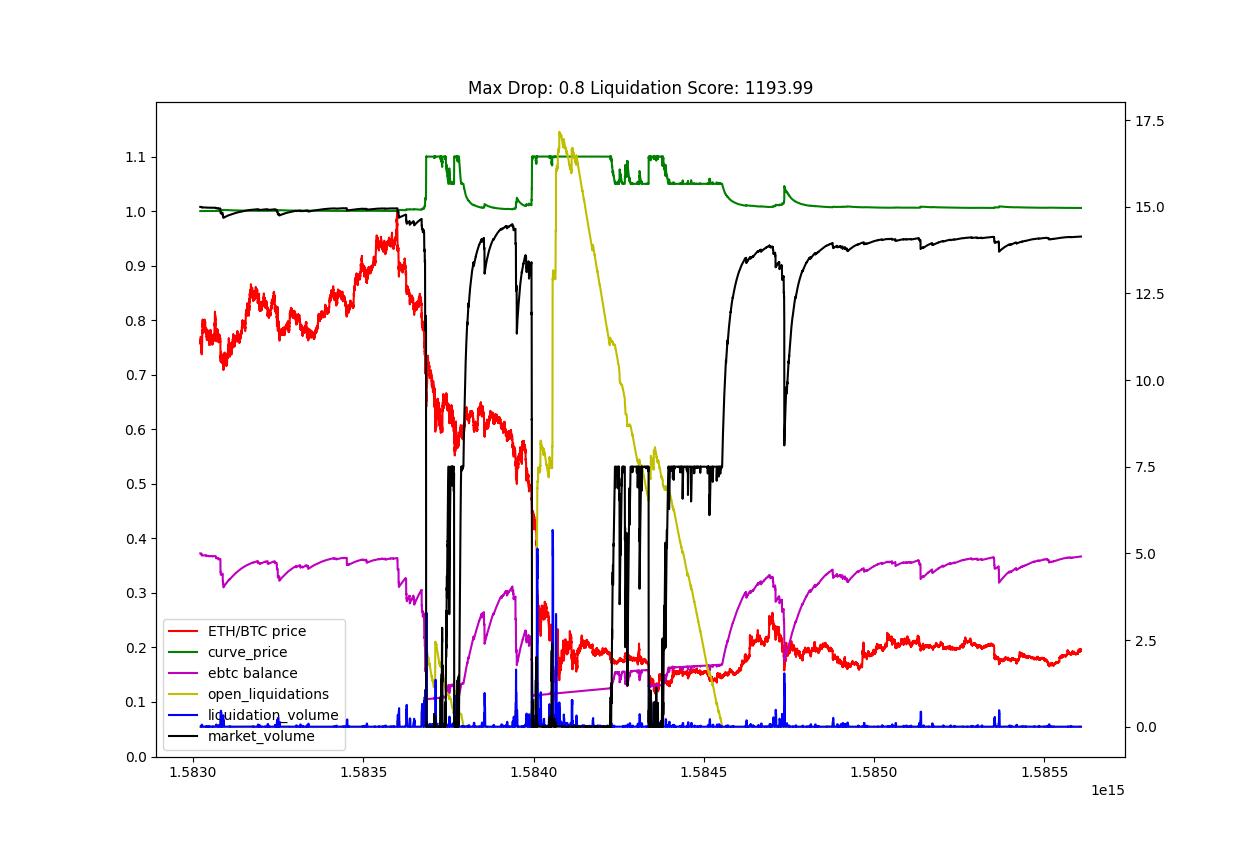 Max Drop: 0.8 Liquidation Score: 1193.99
1.1
1.0
0.9
0.8
0.7
0.6
0.5
0.4
0.3
0.2
0.1
0.0
17.5
15.0
12.5
10.0
7.5
5.0
2.5
0.0
ETH/BTC price
curve_price
ebtc balance
open_liquidations
liquidation_volume
market_volume
1.5830 1.5835 1.5840 1.5845 1.5850 1.5855
1e15